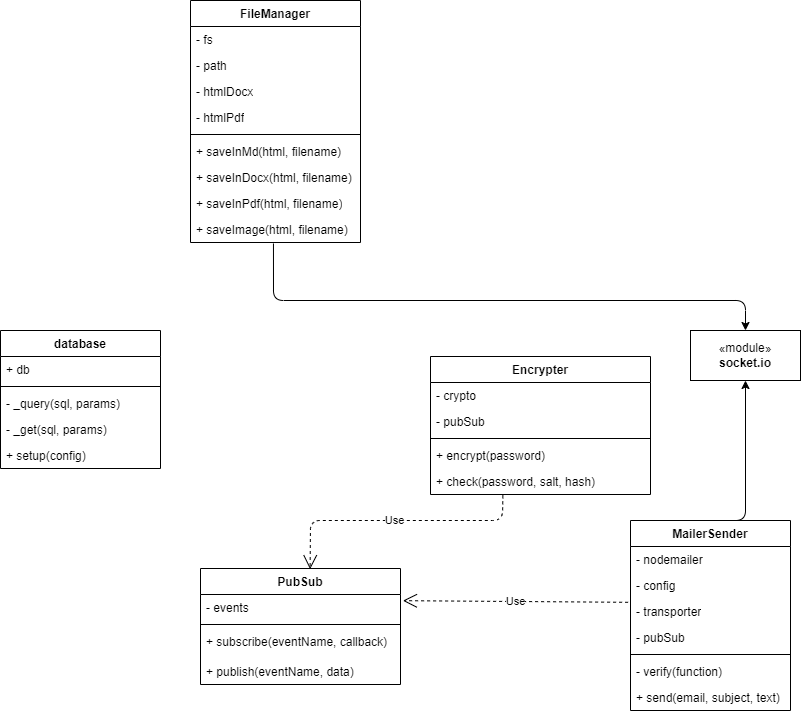 FileManager
- fs
- path
- htmlDocx
- htmlPdf
+ saveInMd(html, filename)
+ saveInDocx(html, filename)
+ saveInPdf(html, filename)
+ saveImage(html, filename)
database
+ db
- _query(sql, params)
- _get(sql, params)
+ setup(config)
«module»
socket.io
Encrypter
- crypto
- pubSub
+ encrypt(password)
+ check(password, salt, hash)
Use
MailerSender
- nodemailer
- config
- transporter
- pubSub
- verify(function)
+ send(email, subject, text)
Use
PubSub
- events
+ subscribe(eventName, callback)
+ publish(eventName, data)